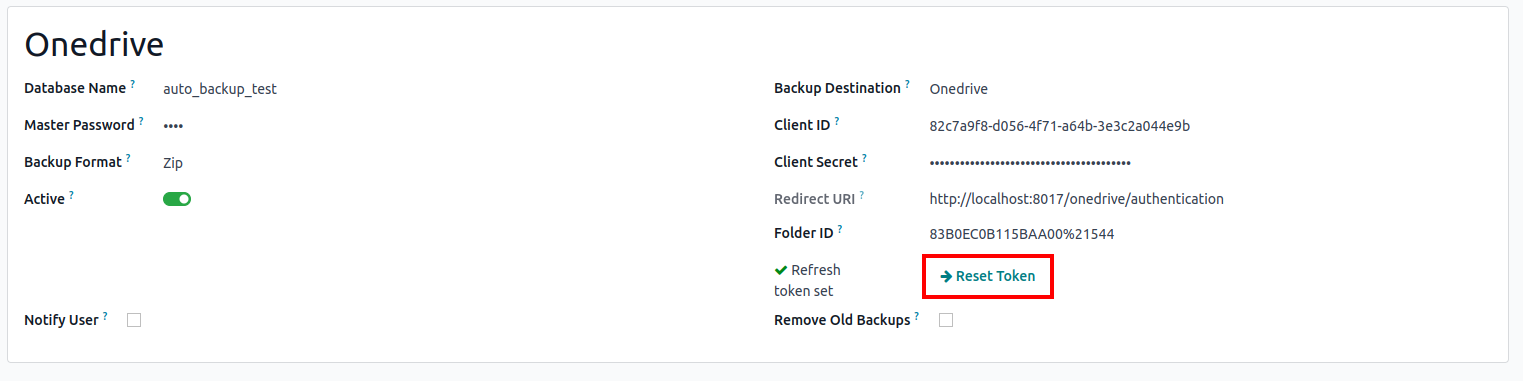 Onedrive
Database Name ? auto_backup_test
Backup Destination ? Onedrive
Master Password ? ••••
Client ID ? 82c7a9f8-d056-4f71-a64b-3e3c2a044e9b
Backup Format ? Zip
Client Secret ? ••••••••••••••••••••••••••••••••••••••••
Active ?
Redirect URI ? http://localhost:8017/onedrive/authentication
Folder ID ? 83B0EC0B115BAA00%21544
Refresh
token set
Reset Token
Notify User ?
Remove Old Backups ?